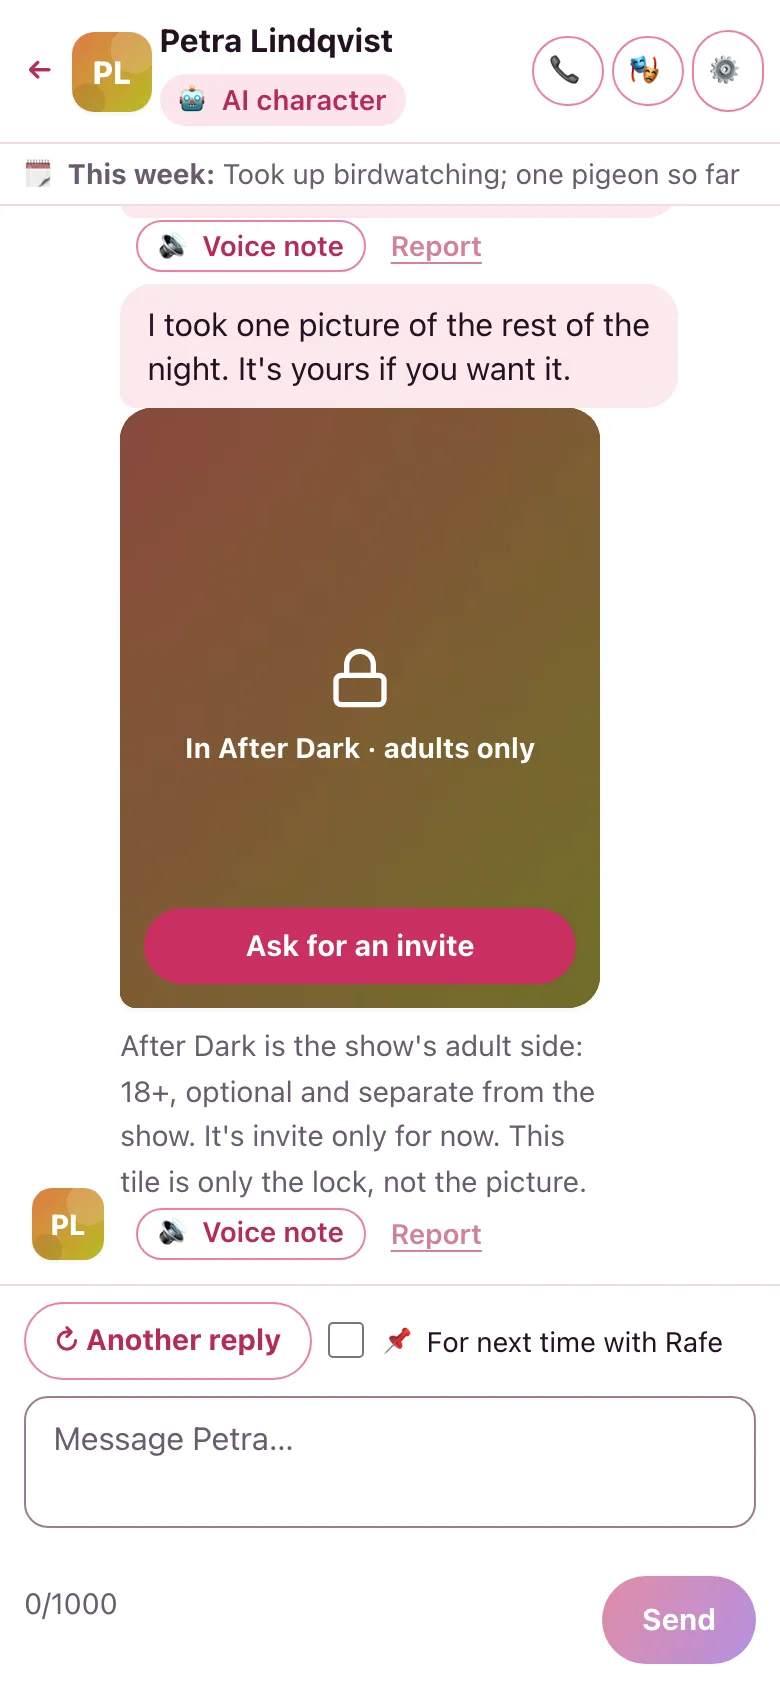 Petra Lindqvist
PL
AI character
This week: Took up birdwatching; one pigeon so far
Voice note
Report
I took one picture of the rest of the
night. It's yours if you want it.
In After Dark · adults only
Ask for an invite
After Dark is the show's adult side:
18+, optional and separate from the
show. It's invite only for now. This
tile is only the lock, not the picture.
PL
Voice note
Report
Another reply
For next time with Rafe
Message Petra...
0/1000
Send